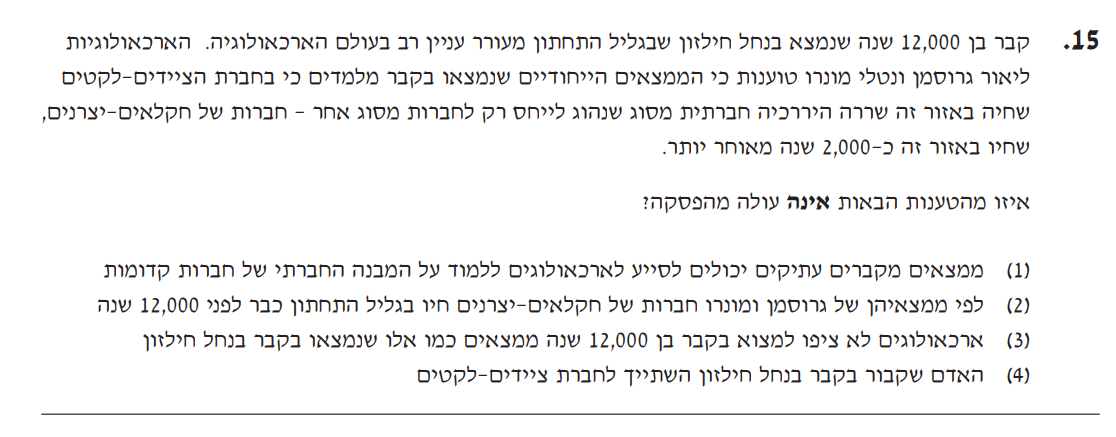 15. קבר בן 12,000 שנה שנמצא בנחל חילזון שבגליל התחתון מעורר עניין רב בעולם הארכאולוגיה. הארכאולוגיות
ליאור גרוסמן ונטלי מונרו טוענות כי הממצאים הייחודיים שנמצאו בקבר מלמדים כי בחברת הציידים-לקטים
שחיה באזור זה שררה היררכיה חברתית מסוג שנהוג לייחס רק לחברות מסוג אחר - חברות של חקלאים-יצרנים,
שחיו באזור זה כ-2,000 שנה מאוחר יותר.
איזו מהטענות הבאות אינה עולה מהפסקה?
(1) ממצאים מקברים עתיקים יכולים לסייע לארכאולוגים ללמוד על המבנה החברתי של חברות קדומות
(2) לפי ממצאיהן של גרוסמן ומונרו חברות של חקלאים-יצרנים חיו בגליל התחתון כבר לפני 12,000 שנה
(3) ארכאולוגים לא ציפו למצוא בקבר בן 12,000 שנה ממצאים כמו אלו שנמצאו בקבר בנחל חילזון
(4) האדם שקבור בקבר בנחל חילזון השתייך לחברת ציידים-לקטים